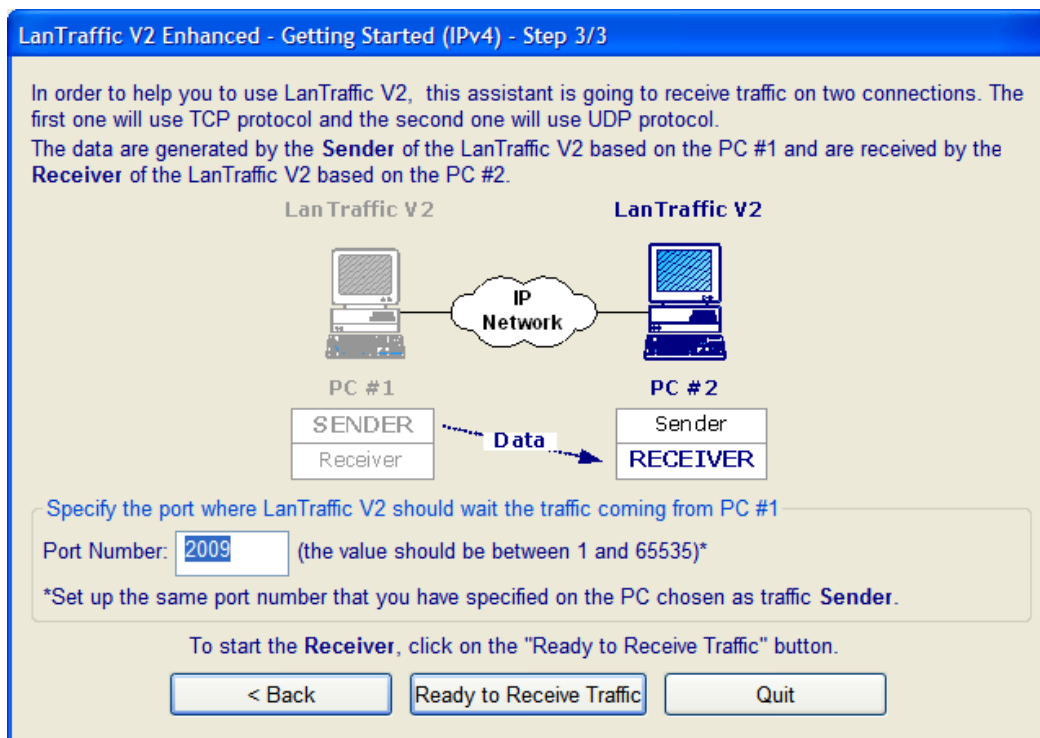 LanTraffic V2 Enhanced - Getting Started (IPv4) - Step 3/3
In order to help you to use LanTraffic V2, this assistant is going to receive traffic on two connections. The
first one will use TCP protocol and the second one will use UDP protocol.
The data are generated by the Sender of the LanTraffic V2 based on the PC #1 and are received by the
Receiver of the LanTraffic V2 based on the PC #2.
LanTraffic V2 LanTraffic V2
IP
Network
PC #1 PC #2
SENDER Sender
Data
Receiver RECEIVER
Specify the port where LanTraffic V2 should wait the traffic coming from PC #1
Port Number: 2009 (the value should be between 1 and 65535)*
*Set up the same port number that you have specified on the PC chosen as traffic Sender.
To start the Receiver, click on the "Ready to Receive Traffic" button.
< Back Ready to Receive Traffic Quit